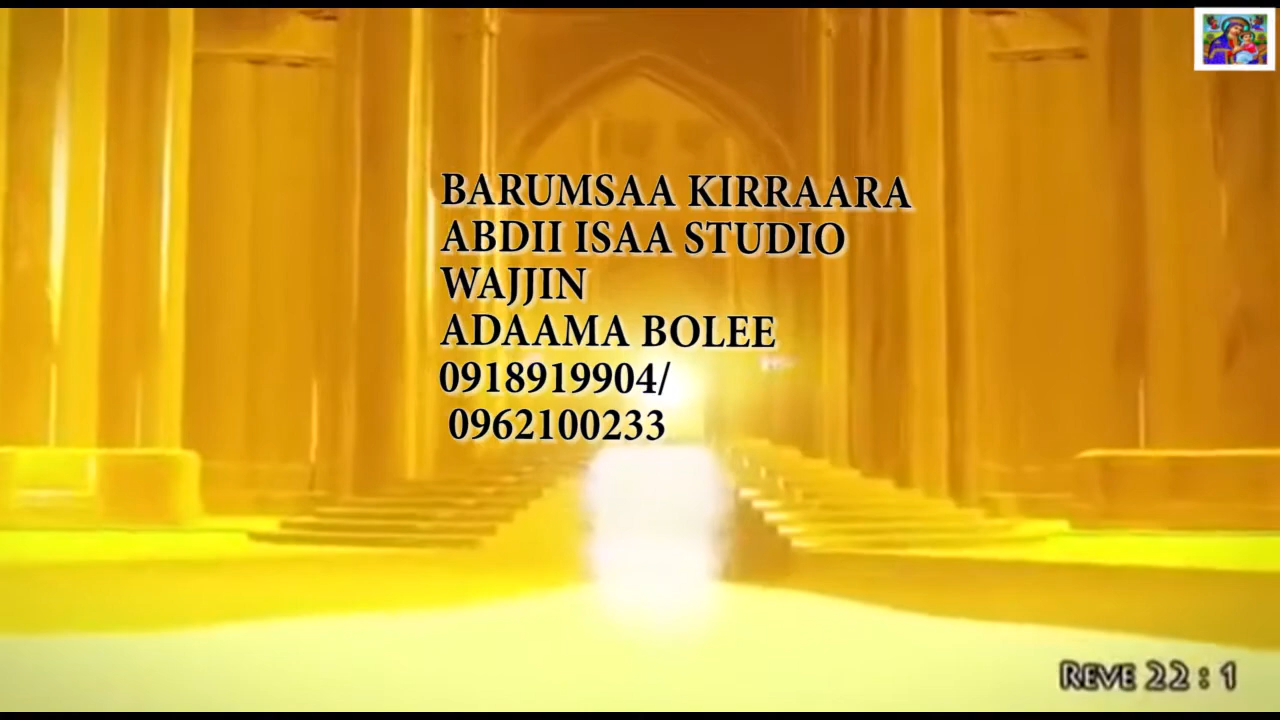 BARUMSAA KIRRAARA
ABDII ISAA STUDIO
WAJJIN
ADAAMA BOLEE
0918919904/
0962100233
REVE 22 : 1